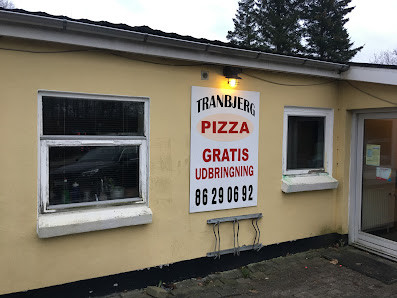 TRANBJERG
PIZZA
GRATIS
UDBRINGNING
86 29 06 92